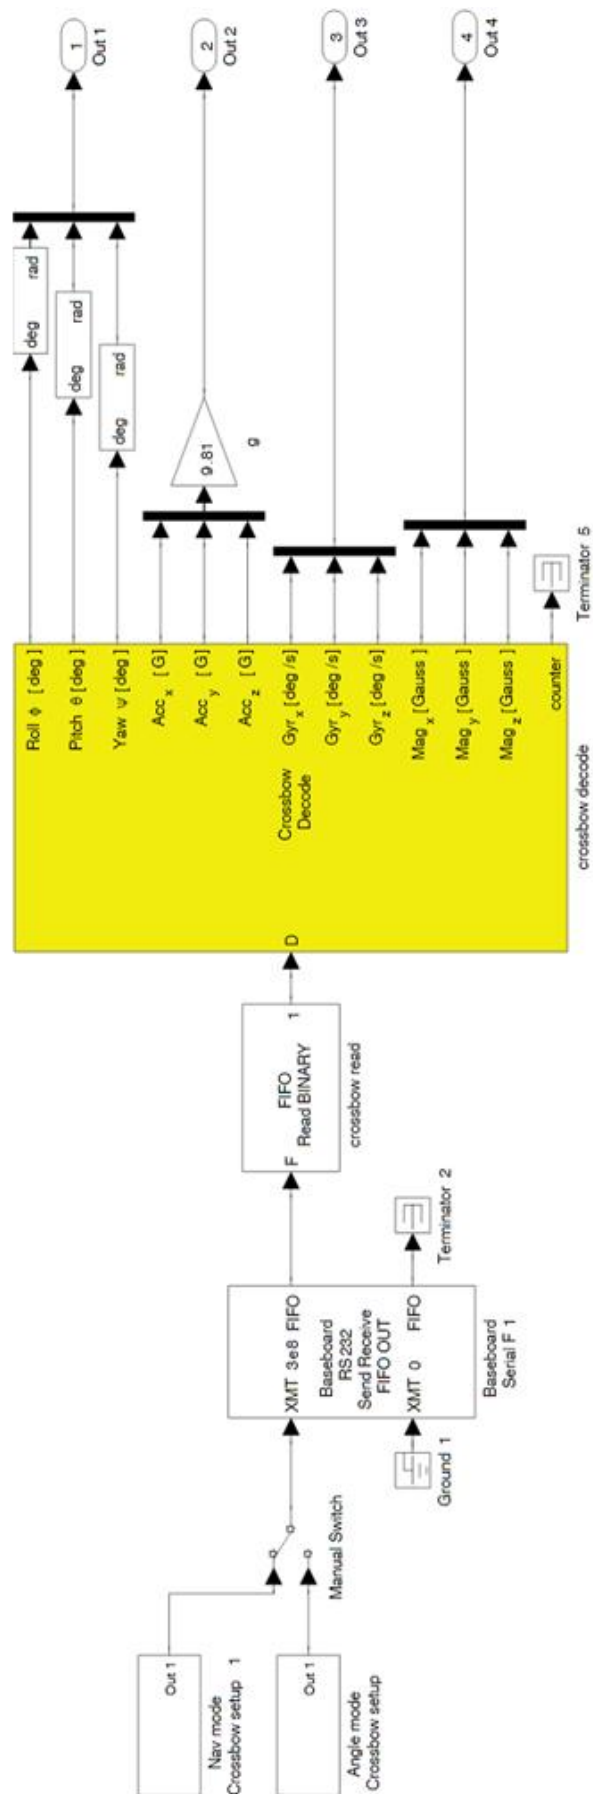 Nav mode
Crossbow setup 1
Out 1
Angle mode
Crossbow setup
Out 1
Manual Switch
Ground 1
XMT 3e8 FIFO
Baseboard
RS232
Send Receive
FIFO OUT
XMT 0 FIFO
Baseboard
Serial F 1
Terminator 2
FIFO
F Read BINARY 1
crossbow read
D
Crossbow
Decode
Roll ϕ [deg]
Pitch θ [deg]
Yaw ψ [deg]
Acc x [G]
Acc y [G]
Acc z [G]
Gyr x [deg/s]
Gyr y [deg/s]
Gyr z [deg/s]
Mag x [Gauss]
Mag y [Gauss]
Mag z [Gauss]
counter
crossbow decode
Terminator 5
deg rad
deg rad
deg rad
9.81
g
1
Out 1
2
Out 2
3
Out 3
4
Out 4